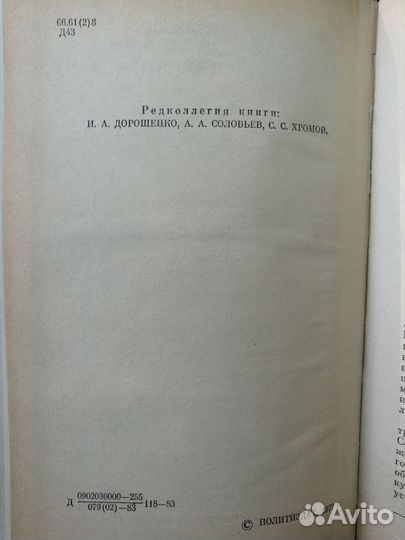 66.61(2)8
Д43
Редколлегия книги:
И. А. ДОРОШЕНКО, А. А. СОЛОВЬЕВ, С. С. ХРОМОВ,
Д 0902030000—255
079(02)—83 118—83
© ПОЛИТИЗ
Avito